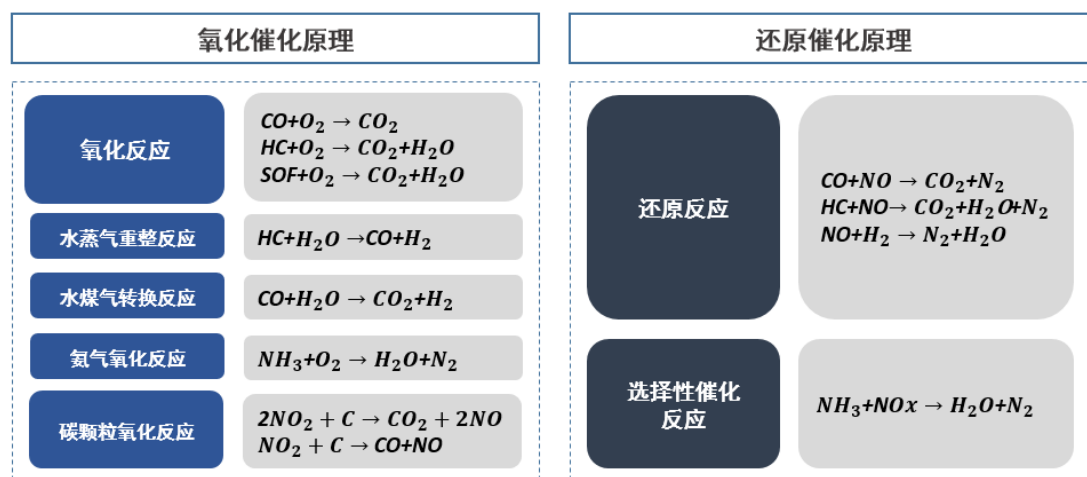 氧化催化原理
氧化反应
CO+O₂ → CO₂
HC+O₂ → CO₂+H₂O
SOF+O₂ → CO₂+H₂O
水蒸气重整反应
HC+H₂O →CO+H₂
水煤气转换反应
CO+H₂O → CO₂+H₂
氨气氧化反应
NH₃+O₂ → H₂O+N₂
碳颗粒氧化反应
2NO₂ + C → CO₂ + 2NO
NO₂ + C → CO+NO
还原催化原理
还原反应
CO+NO → CO₂+N₂
HC+NO→ CO₂+H₂O+N₂
NO+H₂ → N₂+H₂O
选择性催化
反应
NH₃+NOx → H₂O+N₂